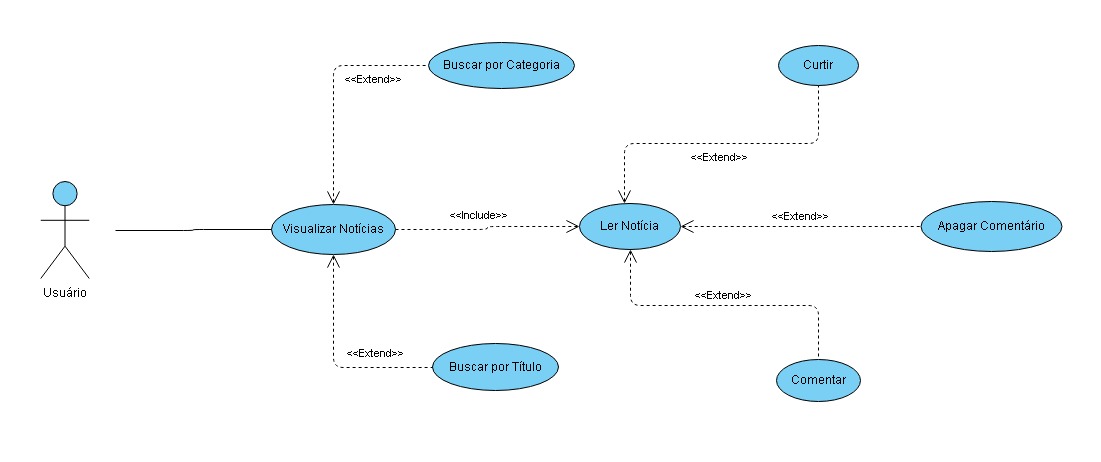 Buscar por Categoria
Curtir
<<Extend>>
<<Extend>>
Visualizar Notícias
<<Include>>
Ler Notícia
<<Extend>>
Apagar Comentário
Usuário
<<Extend>>
<<Extend>>
Buscar por Título
Comentar